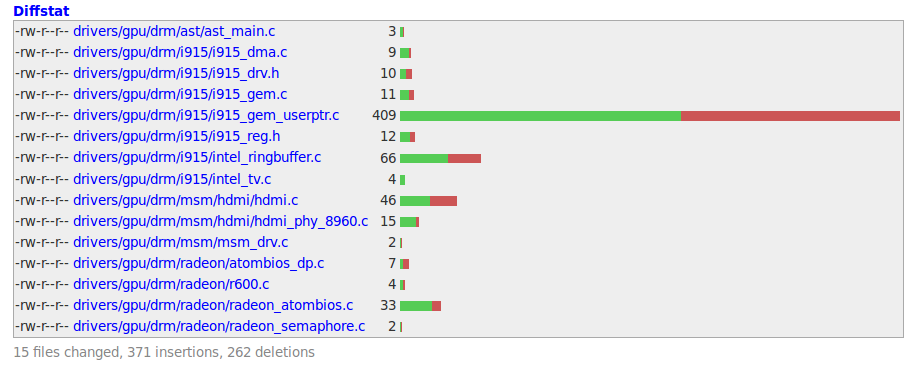 Diffstat
-rw-r--r-- drivers/gpu/drm/ast/ast_main.c 3
-rw-r--r-- drivers/gpu/drm/i915/i915_dma.c 9
-rw-r--r-- drivers/gpu/drm/i915/i915_drv.h 10
-rw-r--r-- drivers/gpu/drm/i915/i915_gem.c 11
-rw-r--r-- drivers/gpu/drm/i915/i915_gem_userptr.c 409
-rw-r--r-- drivers/gpu/drm/i915/i915_reg.h 12
-rw-r--r-- drivers/gpu/drm/i915/intel_ringbuffer.c 66
-rw-r--r-- drivers/gpu/drm/i915/intel_tv.c 4
-rw-r--r-- drivers/gpu/drm/msm/hdmi/hdmi.c 46
-rw-r--r-- drivers/gpu/drm/msm/hdmi/hdmi_phy_8960.c 15
-rw-r--r-- drivers/gpu/drm/msm/msm_drv.c 2
-rw-r--r-- drivers/gpu/drm/radeon/atombios_dp.c 7
-rw-r--r-- drivers/gpu/drm/radeon/r600.c 4
-rw-r--r-- drivers/gpu/drm/radeon/radeon_atombios.c 33
-rw-r--r-- drivers/gpu/drm/radeon/radeon_semaphore.c 2
15 files changed, 371 insertions, 262 deletions